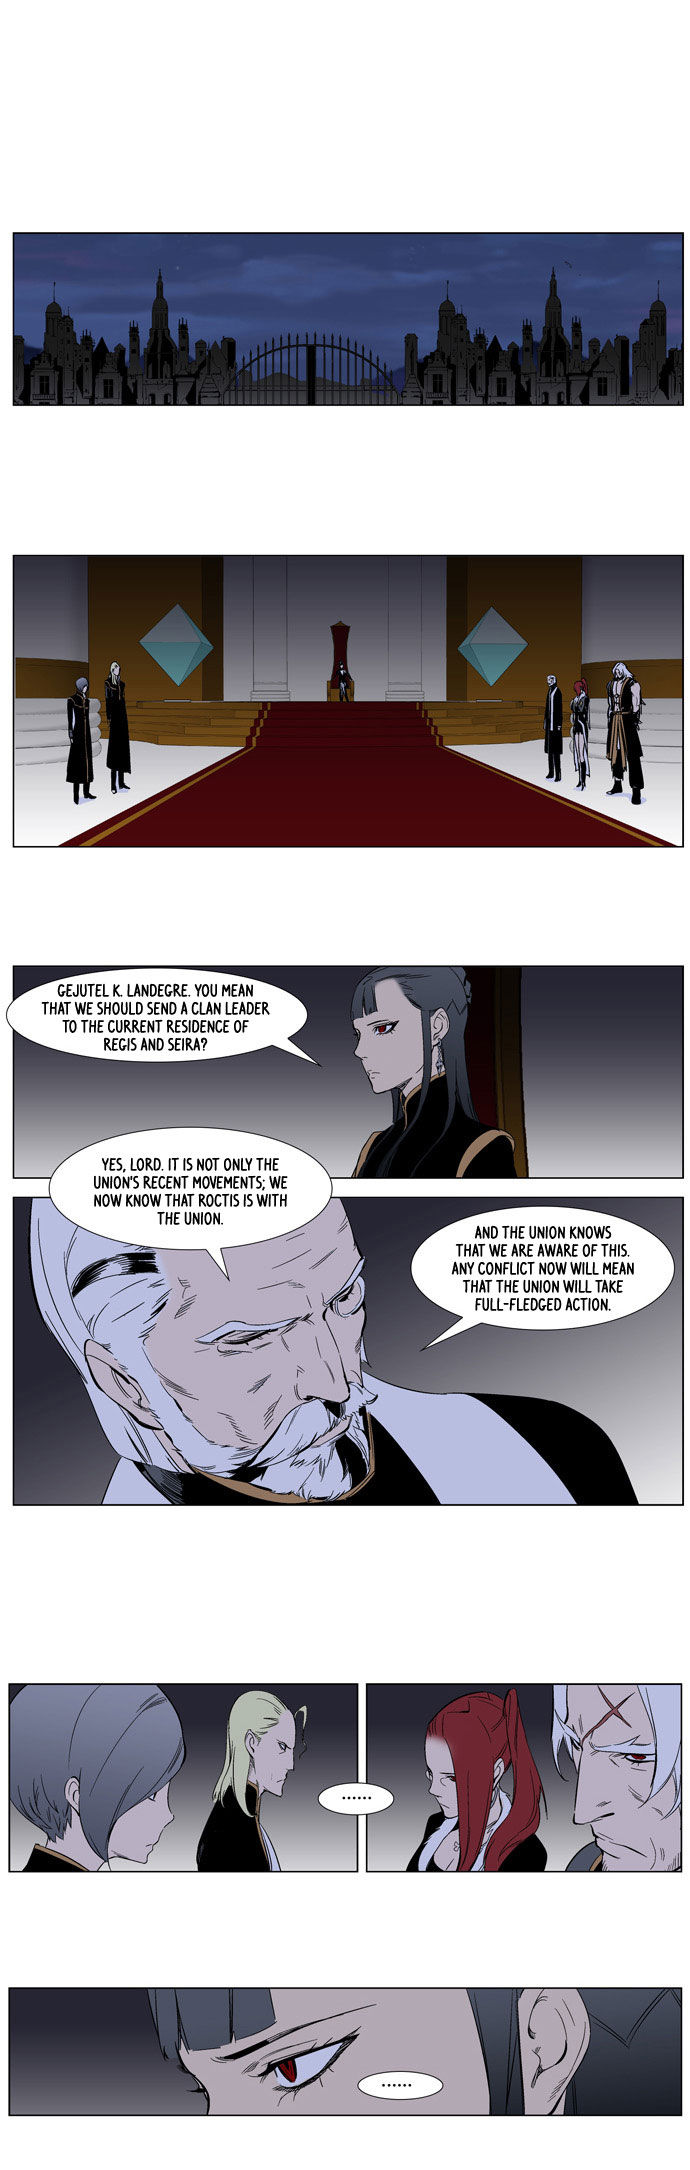 GEJUTEL K. LANDEGRE. YOU MEAN
THAT WE SHOULD SEND A CLAN LEADER
TO THE CURRENT RESIDENCE OF
REGIS AND SEIRA?
YES, LORD. IT IS NOT ONLY THE
UNION'S RECENT MOVEMENTS; WE
NOW KNOW THAT ROCTIS IS WITH
THE UNION.
AND THE UNION KNOWS
THAT WE ARE AWARE OF THIS.
ANY CONFLICT NOW WILL MEAN
THAT THE UNION WILL TAKE
FULL-FLEDGED ACTION.
......
......